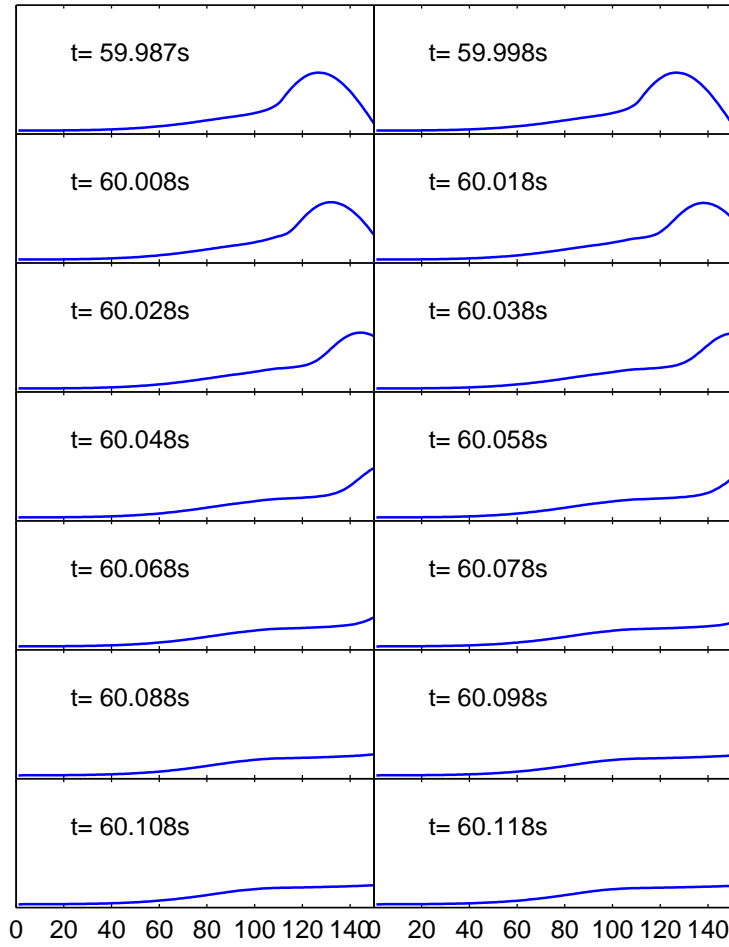 t= 59.987s t= 59.998s
t= 60.008s t= 60.018s
t= 60.028s t= 60.038s
t= 60.048s t= 60.058s
t= 60.068s t= 60.078s
t= 60.088s t= 60.098s
t= 60.108s t= 60.118s
0 20 40 60 80 100 120 140 0 20 40 60 80 100 120 140